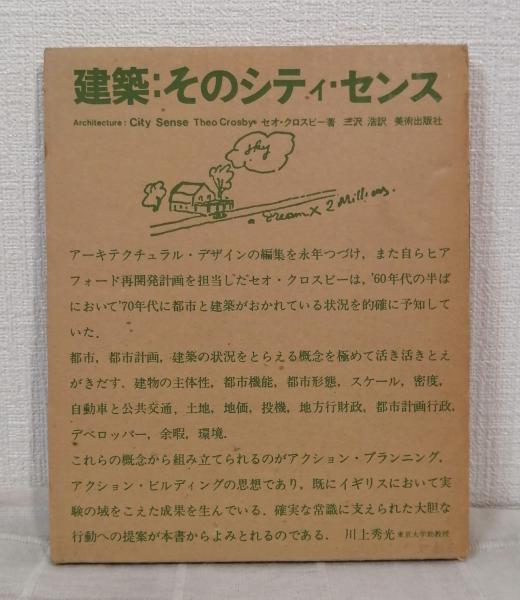 建築:そのシティ・センス
Architecture: City Sense Theo Crosby・セオ・クロスビー著 三沢 浩訳 美術出版社
sky
a dream x 2 millions.
アーキテクチュラル・デザインの編集を永年つづけ，また自らヒア
フォード再開発計画を担当しだセオ・クロスビーは，'60年代の半ば
において'70年代に都市と建築がおかれている状況を的確に予知して
いた．
都市，都市計画，建築の状況をとらえる概念を極めて活き活きとえ
がきだす．建物の主体性，都市機能，都市形態，スケール，密度，
自動車と公共交通，土地，地価，投機，地方行財政，都市計画行政，
デベロッパー，余暇，環境．
これらの概念から組み立てられるのがアクション・プランニング，
アクション・ビルディングの思想であり，既にイギリスにおいて実
験の域をこえた成果を生んでいる．確実な常識に支えられた大胆な
行動への提案が本書からよみとれるのである． 川上秀光 東京大学助教授